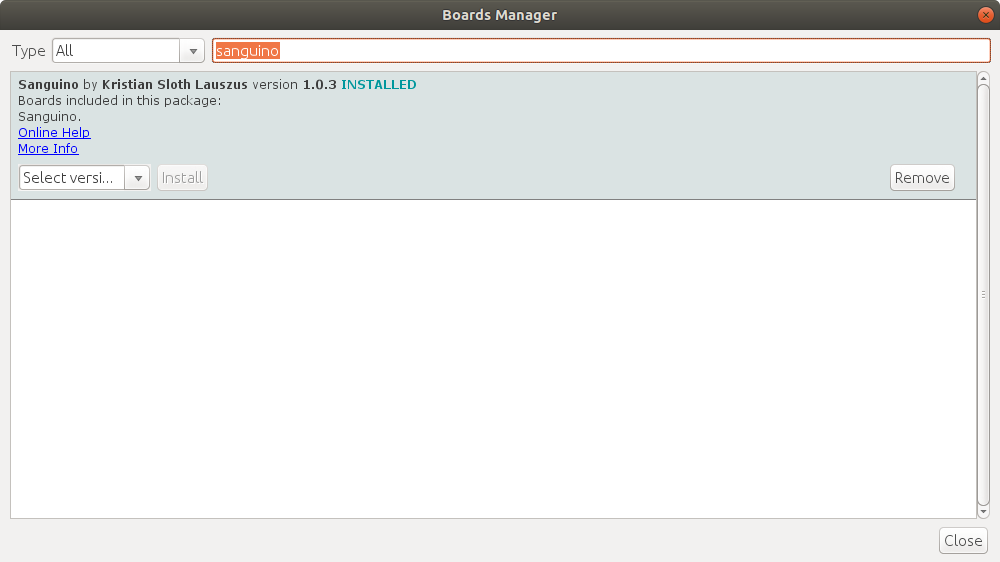 Boards Manager
Type All sanguino
Sanguino by Kristian Sloth Lauszus version 1.0.3 INSTALLED
Boards included in this package:
Sanguino.
Online Help
More Info
Select versi... Install Remove
Close